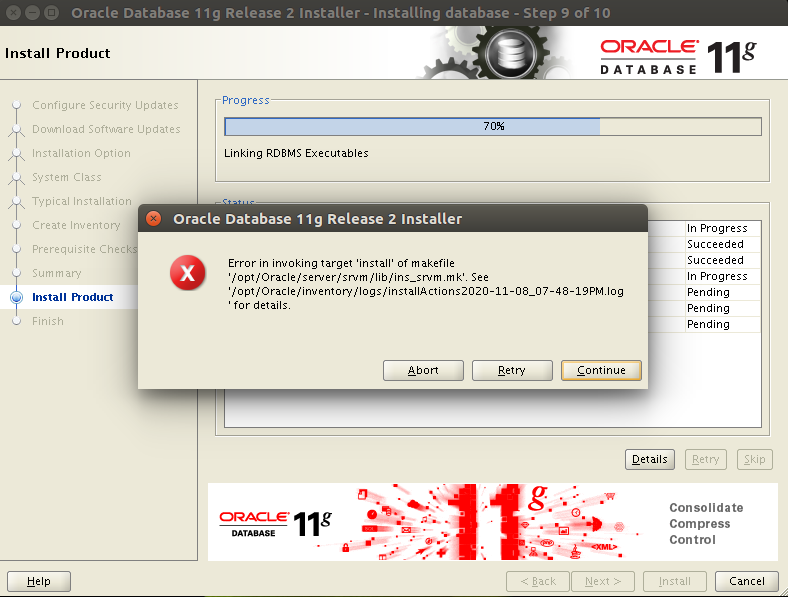 Oracle Database 11g Release 2 Installer - Installing database - Step 9 of 10
Install Product
ORACLE
DATABASE 11g
Configure Security Updates
Download Software Updates
Installation Option
System Class
Typical Installation
Create Inventory
Prerequisite Checks
Summary
Install Product
Finish
Progress
70%
Linking RDBMS Executables
Status
In Progress
Succeeded
Succeeded
In Progress
Pending
Pending
Pending
Oracle Database 11g Release 2 Installer
Error in invoking target 'install' of makefile
'/opt/Oracle/server/srvm/lib/ins_srvm.mk'. See
'/opt/Oracle/inventory/logs/installActions2020-11-08_07-48-19PM.log
' for details.
Abort Retry Continue
Details Retry Skip
ORACLE
DATABASE 11g
11g
<XML>
Consolidate
Compress
Control
Help < Back Next > Install Cancel